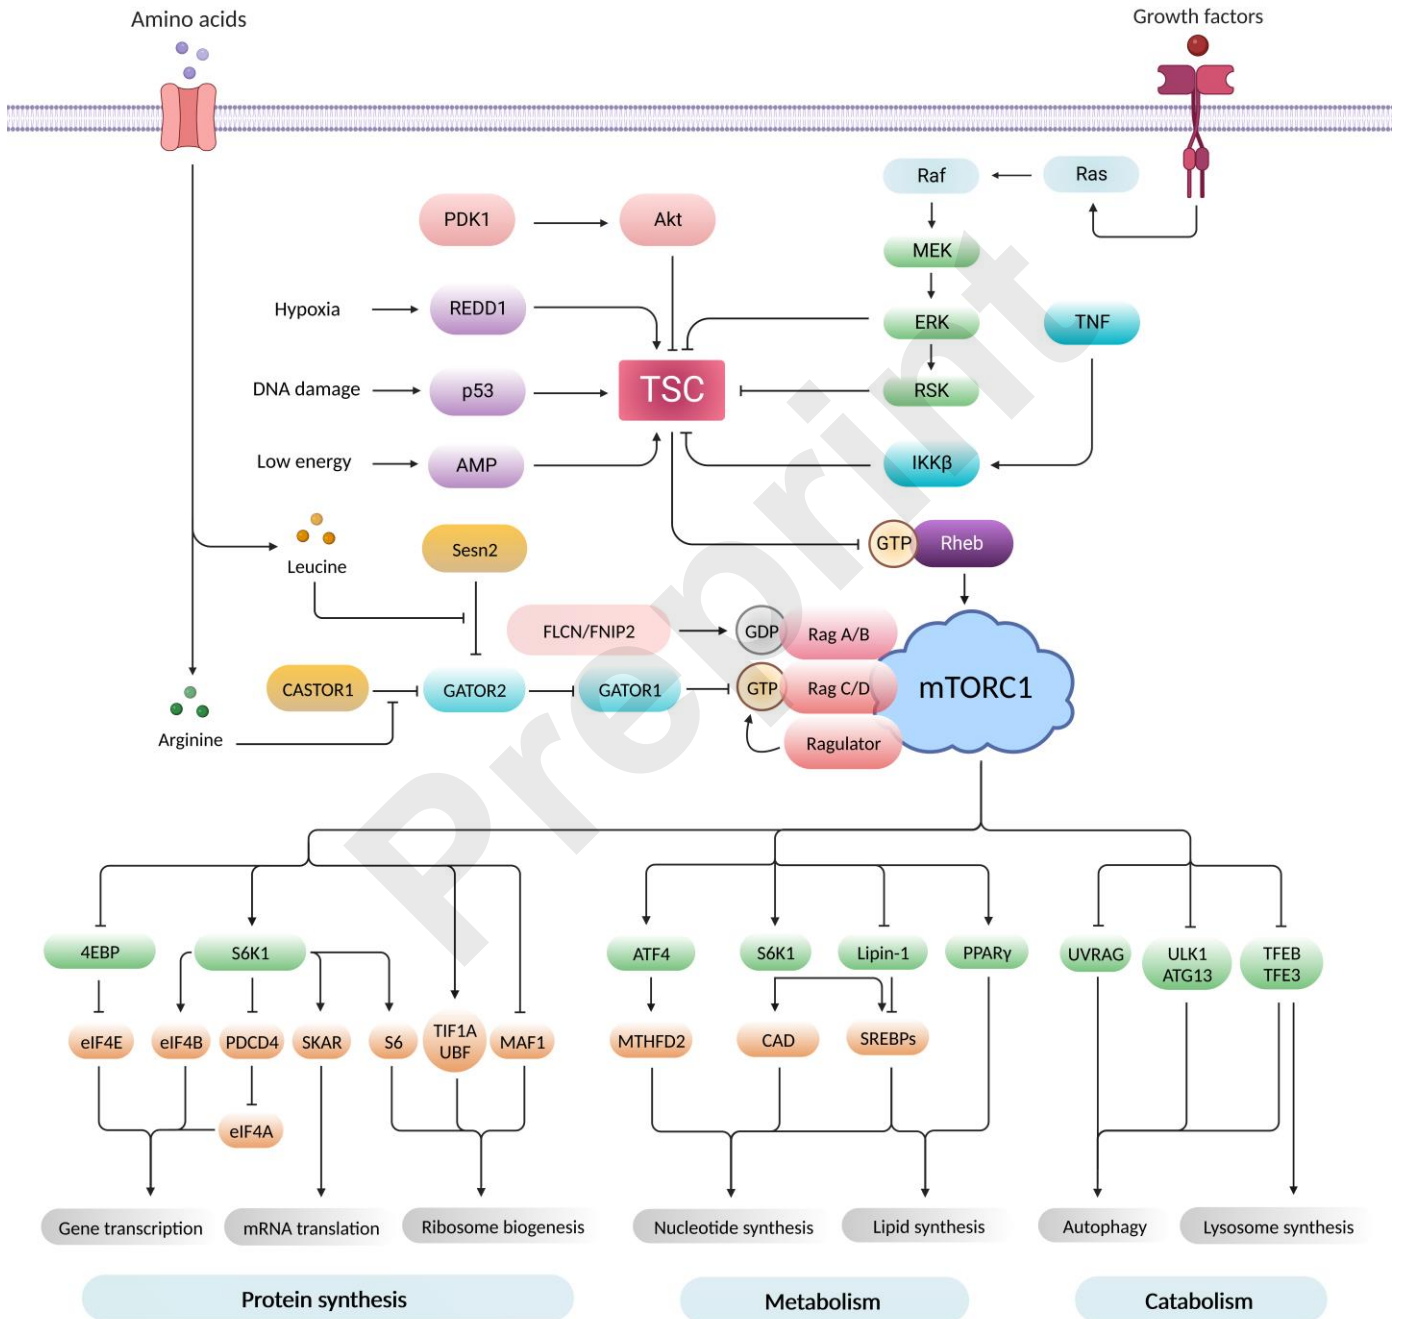 Amino acids
Growth factors
Raf
Ras
PDK1
Akt
MEK
Hypoxia
REDD1
ERK
TNF
DNA damage
p53
TSC
RSK
Low energy
AMP
IKKβ
Leucine
Sesn2
GTP
Rheb
FLCN/FNIP2
GDP
Rag A/B
CASTOR1
GATOR2
GATOR1
GTP
Rag C/D
mTORC1
Arginine
Ragulator
Preprint
4EBP
S6K1
ATF4
S6K1
Lipin-1
PPARγ
UVRAG
ULK1
ATG13
TFEB
TFE3
eIF4E
eIF4B
PDCD4
SKAR
S6
TIF1A
UBF
MAF1
MTHFD2
CAD
SREBPs
eIF4A
Gene transcription
mRNA translation
Ribosome biogenesis
Nucleotide synthesis
Lipid synthesis
Autophagy
Lysosome synthesis
Protein synthesis
Metabolism
Catabolism